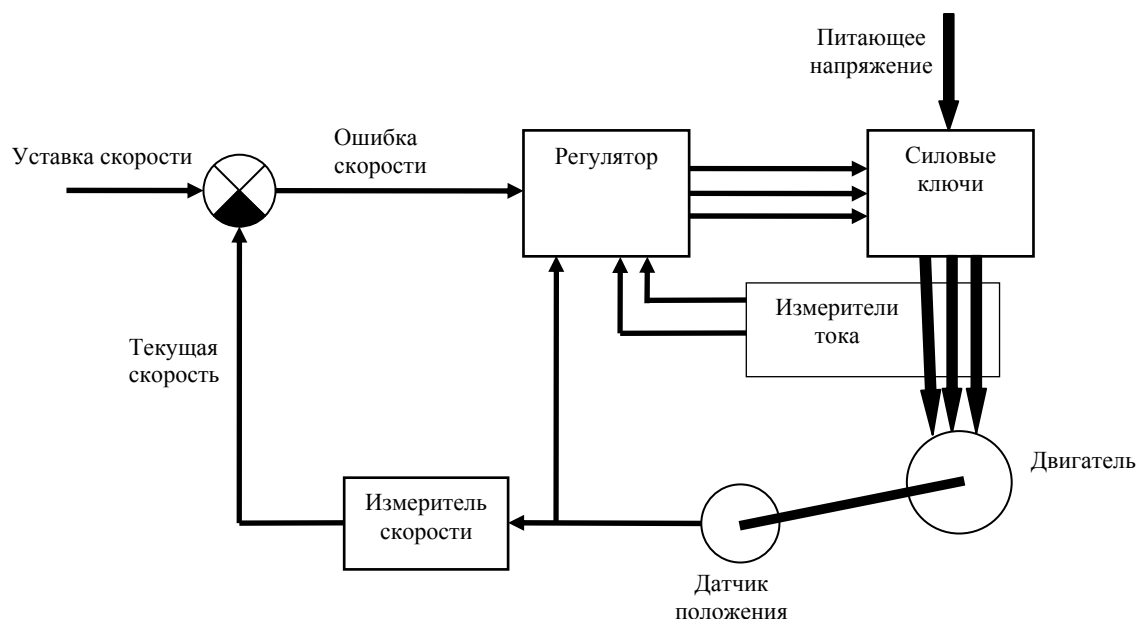 Питающее
напряжение
Уставка скорости
Ошибка
скорости
Регулятор
Силовые
ключи
Измерители
тока
Текущая
скорость
Двигатель
Измеритель
скорости
Датчик
положения